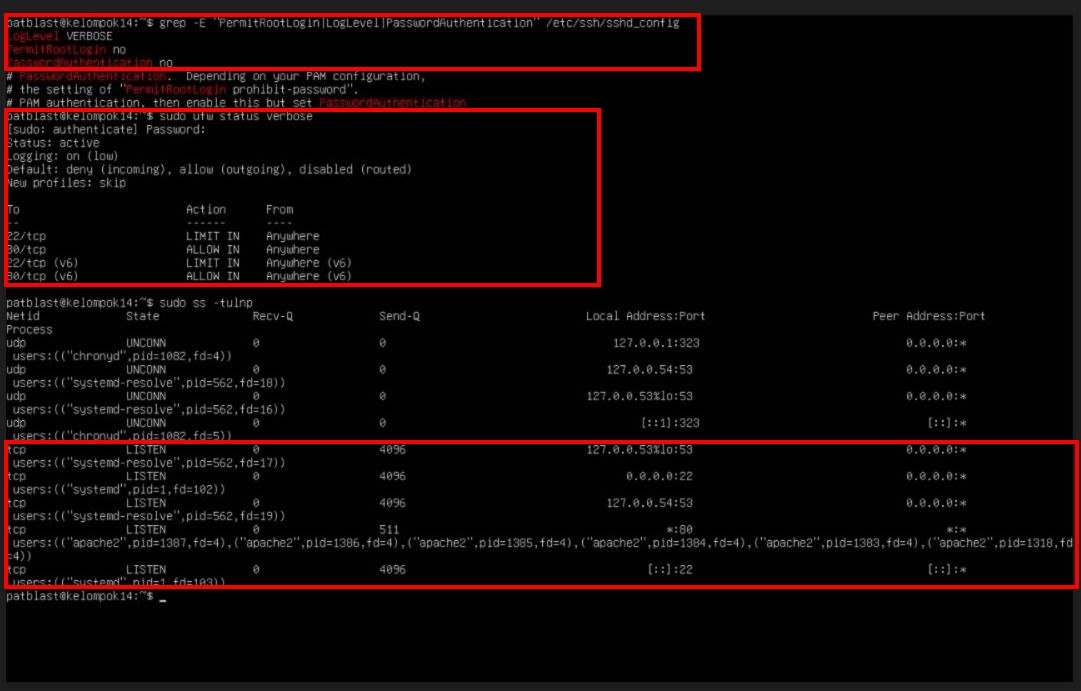 patblast@kelompok14:~$ grep -E "PermitRootLogin|LogLevel|PasswordAuthentication" /etc/ssh/sshd_config
LogLevel VERBOSE
PermitRootLogin no
PasswordAuthentication no
# PasswordAuthentication.  Depending on your PAM configuration,
# the setting of "PermitRootLogin prohibit-password".
# PAM authentication, then enable this but set PasswordAuthentication
patblast@kelompok14:~$ sudo ufw status verbose
[sudo: authenticate] Password:
Status: active
Logging: on (low)
Default: deny (incoming), allow (outgoing), disabled (routed)
New profiles: skip
To                         Action      From
--                         ------      ----
22/tcp                     LIMIT IN    Anywhere
80/tcp                     ALLOW IN    Anywhere
22/tcp (v6)                LIMIT IN    Anywhere (v6)
80/tcp (v6)                ALLOW IN    Anywhere (v6)
patblast@kelompok14:~$ sudo ss -tulnp
Netid State Recv-Q Send-Q Local Address:Port Peer Address:Port
Process
udp UNCONN 0 0 127.0.0.1:323 0.0.0.0:*
users:(("chronyd",pid=1082,fd=4))
udp UNCONN 0 0 127.0.0.54:53 0.0.0.0:*
users:(("systemd-resolve",pid=562,fd=18))
udp UNCONN 0 0 127.0.0.53%lo:53 0.0.0.0:*
users:(("systemd-resolve",pid=562,fd=16))
udp UNCONN 0 0 [::1]:323 [::]:*
users:(("chronyd",pid=1082,fd=5))
tcp LISTEN 0 4096 127.0.0.53%lo:53 0.0.0.0:*
users:(("systemd-resolve",pid=562,fd=17))
tcp LISTEN 0 4096 0.0.0.0:22 0.0.0.0:*
users:(("systemd",pid=1,fd=102))
tcp LISTEN 0 4096 127.0.0.54:53 0.0.0.0:*
users:(("systemd-resolve",pid=562,fd=19))
tcp LISTEN 0 511 *:80 *:*
users:(("apache2",pid=1387,fd=4),("apache2",pid=1386,fd=4),("apache2",pid=1385,fd=4),("apache2",pid=1384,fd=4),("apache2",pid=1383,fd=4),("apache2",pid=1318,fd
=4))
tcp LISTEN 0 4096 [::]:22 [::]:*
users:(("systemd",pid=1,fd=103))
patblast@kelompok14:~$ _